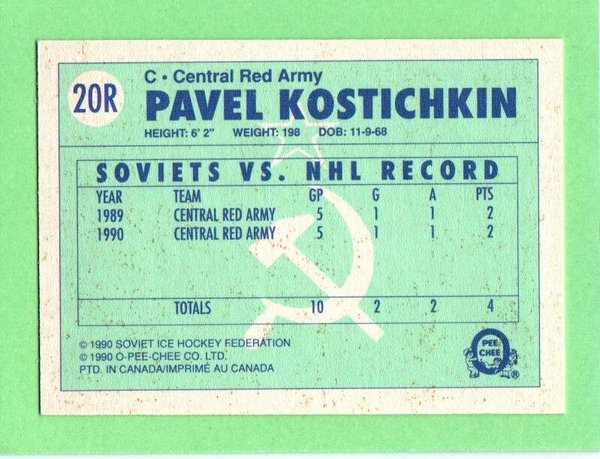 20R
C • Central Red Army
PAVEL KOSTICHKIN
HEIGHT: 6' 2" WEIGHT: 198 DOB: 11-9-68
SOVIETS VS. NHL RECORD
YEAR TEAM GP G A PTS
1989 CENTRAL RED ARMY 5 1 1 2
1990 CENTRAL RED ARMY 5 1 1 2
TOTALS 10 2 2 4
© 1990 SOVIET ICE HOCKEY FEDERATION
© 1990 O-PEE-CHEE CO. LTD.
PTD. IN CANADA/IMPRIMÉ AU CANADA
PEE
CHEE
®